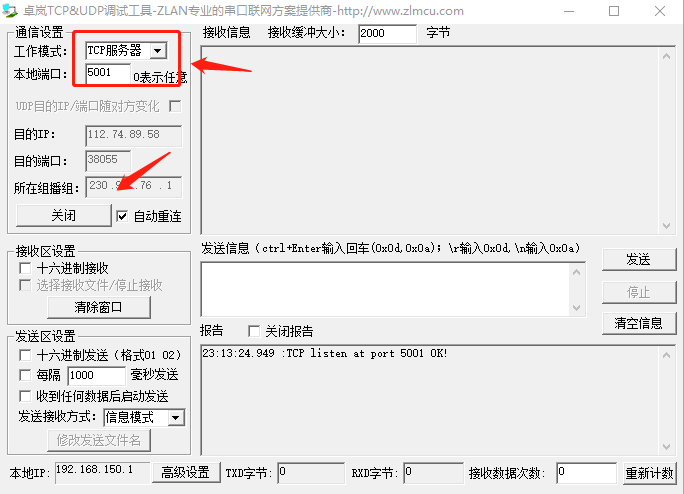 卓岚TCP&UDP调试工具-ZLAN专业的串口联网方案提供商-http://www.zlmcu.com
通信设置
工作模式: TCP服务器
本地端口: 5001 0表示任意
UDP目的IP/端口随对方变化
目的IP: 112.74.89.58
目的端口: 38055
所在组播组: 230 .9 .76 .1
关闭 自动重连
接收区设置
十六进制接收
选择接收文件/停止接收
清除窗口
发送区设置
十六进制发送(格式01 02)
每隔 1000 毫秒发送
收到任何数据后启动发送
发送接收方式: 信息模式
修改发送文件名
接收信息 接收缓冲大小: 2000 字节
发送信息(ctrl+Enter输入回车(0x0d,0x0a); \r输入0x0d,\n输入0x0a)
发送
停止
清空信息
报告 关闭报告
23:13:24.949 :TCP listen at port 5001 OK!
本地IP: 192.168.150.1 高级设置 TXD字节: 0 RXD字节: 0 接收数据次数: 0 重新计数